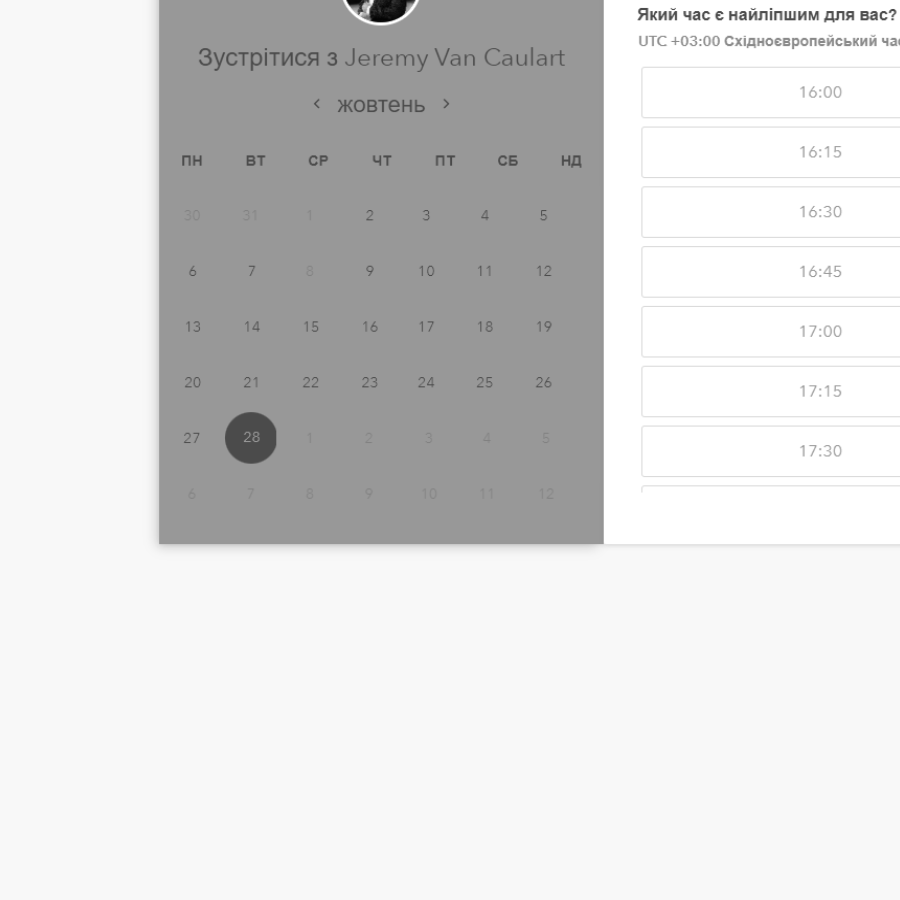 Зустрітися з Jeremy Van Caulart
жовтень
ПН ВТ СР ЧТ ПТ СБ НД
30 31 1 2 3 4 5
6 7 8 9 10 11 12
13 14 15 16 17 18 19
20 21 22 23 24 25 26
27 28 1 2 3 4 5
6 7 8 9 10 11 12
Який час є найліпшим для вас?
UTC +03:00 Східноєвропейський
16:00
16:15
16:30
16:45
17:00
17:15
17:30